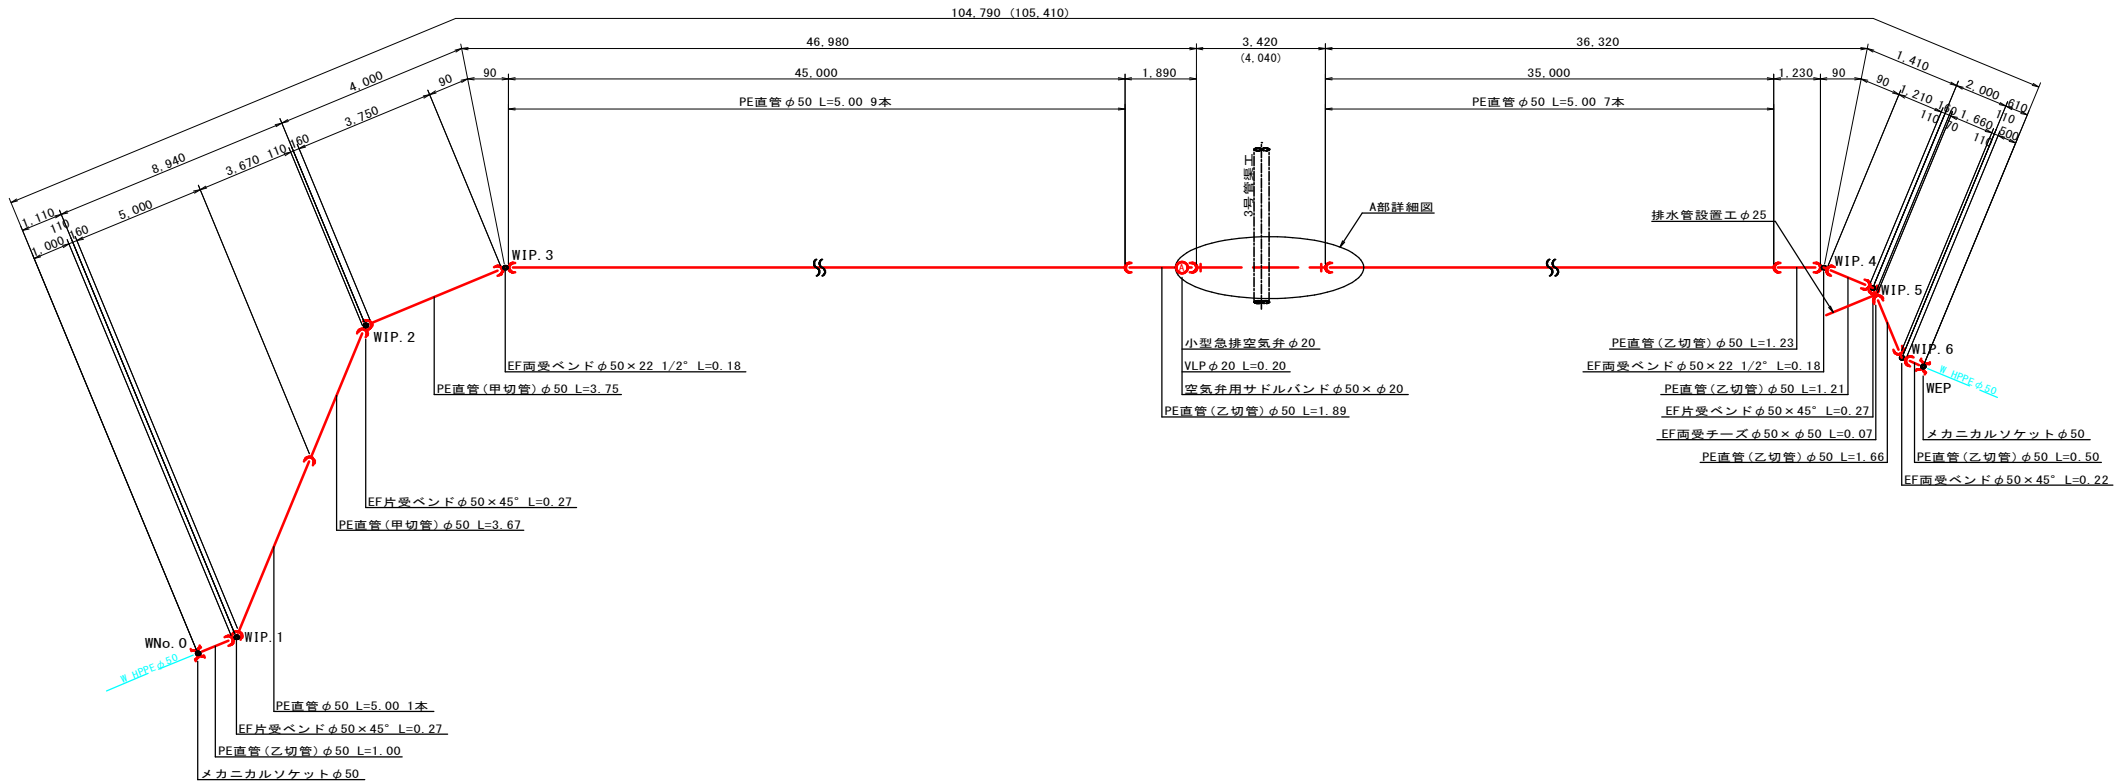 104,790 (105,410)
46,980
3,420
(4,040)
36,320
1,410
2,000
610
110
4,000
90
90
45,000
1,890
35,000
1,230
90
90
1,210
160
110
70
1,660
110
500
3,750
PE直管φ50 L=5.00 9本
PE直管φ50 L=5.00 7本
8,940
3,670
110
160
5,000
1,110
110
1,000
160
3号管渠工
A部詳細図
排水管設置工φ25
WIP.3
WIP.4
WIP.5
WIP.2
WIP.6
WEP
W HPPEφ50
A
小型急排空気弁φ20
VLPφ20 L=0.20
空気弁用サドルバンドφ50×φ20
PE直管(乙切管)φ50 L=1.89
EF両受ベンドφ50×22 1/2° L=0.18
PE直管(甲切管)φ50 L=3.75
PE直管(乙切管)φ50 L=1.23
EF両受ベンドφ50×22 1/2° L=0.18
PE直管(乙切管)φ50 L=1.21
EF片受ベンドφ50×45° L=0.27
EF両受チーズφ50×φ50 L=0.07
PE直管(乙切管)φ50 L=1.66
メカニカルソケットφ50
PE直管(乙切管)φ50 L=0.50
EF両受ベンドφ50×45° L=0.22
EF片受ベンドφ50×45° L=0.27
PE直管(甲切管)φ50 L=3.67
WNo.0
WIP.1
W HPPEφ50
PE直管φ50 L=5.00 1本
EF片受ベンドφ50×45° L=0.27
PE直管(乙切管)φ50 L=1.00
メカニカルソケットφ50